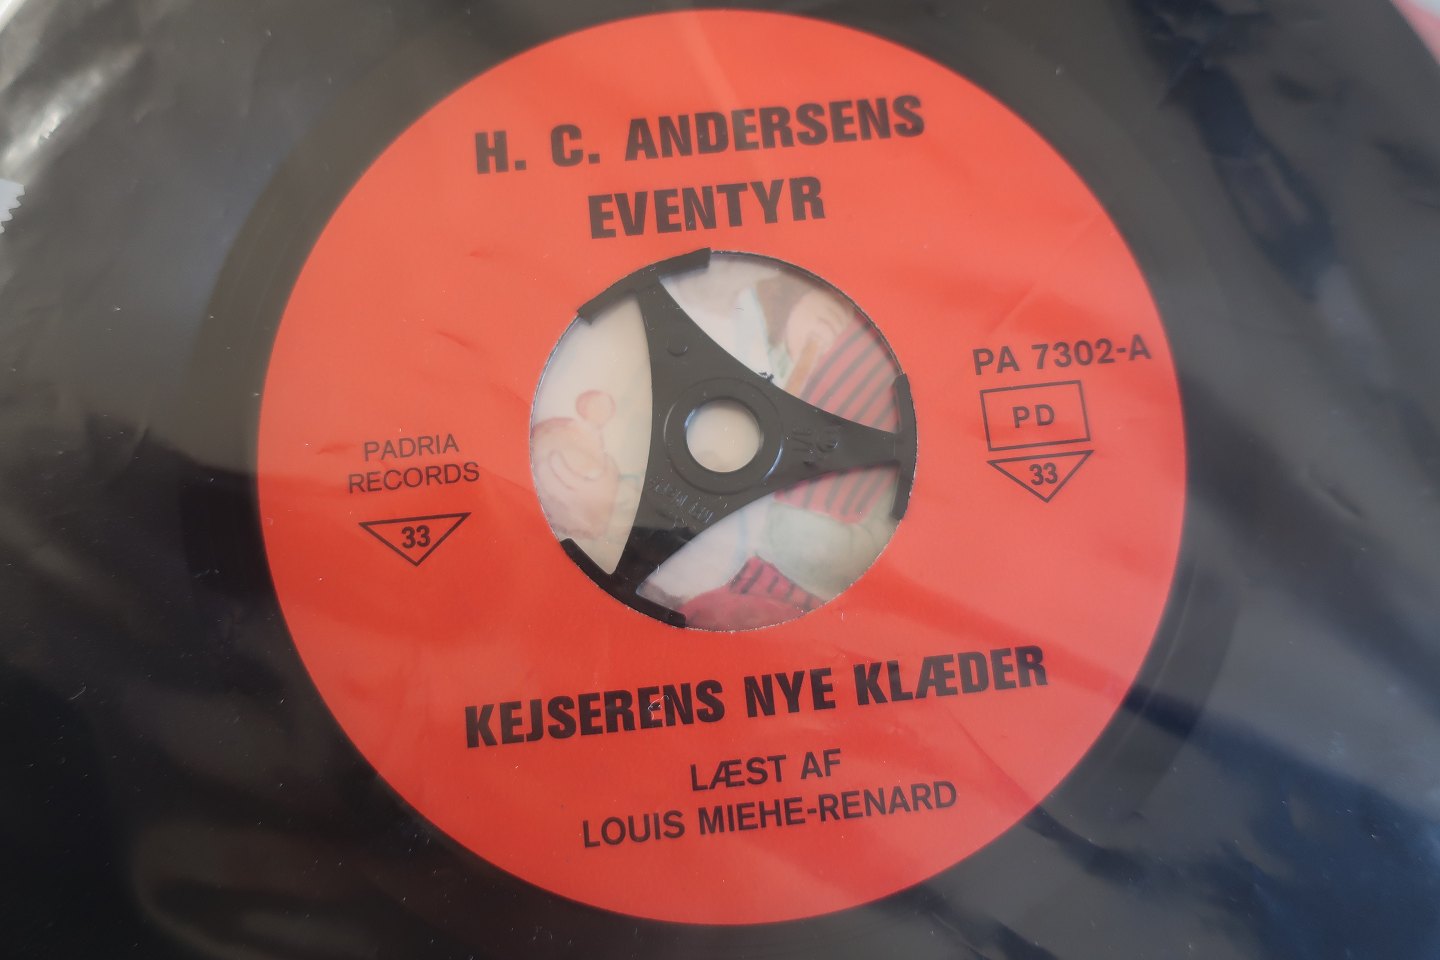 H. C. ANDERSENS
EVENTYR
PA 7302-A
PD
33
PADRIA
RECORDS
33
KEJSERENS NYE KLÆDER
LÆST AF
LOUIS MIEHE-RENARD